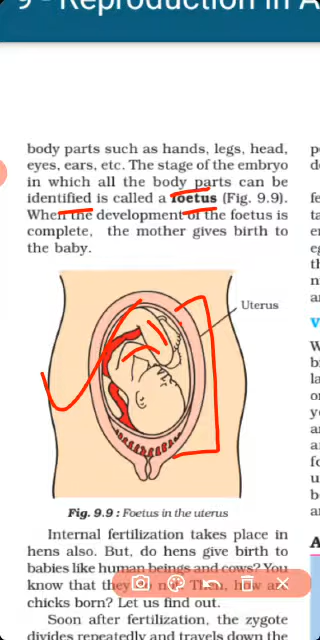 9 - Reproduction in A
body parts such as hands, legs, head,
eyes, ears, etc. The stage of the embryo
in which all the body parts can be
identified is called a foetus (Fig. 9.9).
When the development of the foetus is
complete, the mother gives birth to
the baby.
Uterus
Fig. 9.9 : Foetus in the uterus
Internal fertilization takes place in
hens also. But, do hens give birth to
babies like human beings and cows? You
know that they do not. Then, how are
chicks born? Let us find out.
Soon after fertilization, the zygote
divides repeatedly and travels down the